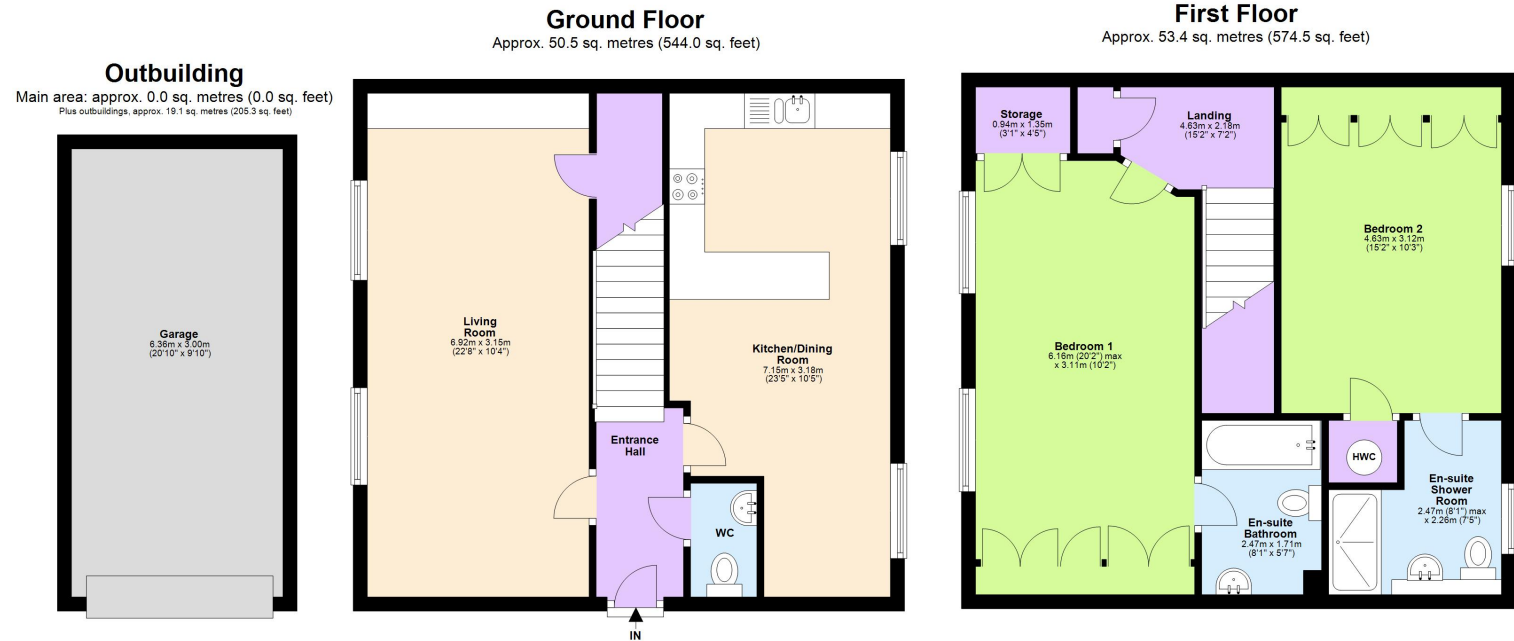 Outbuilding
Main area: approx. 0.0 sq. metres (0.0 sq. feet)
Plus outbuildings, approx. 19.1 sq. metres (205.3 sq. feet)
Garage
6.36m x 3.00m
(20'10" x 9'10")
Ground Floor
Approx. 50.5 sq. metres (544.0 sq. feet)
Living
Room
6.92m x 3.15m
(22'8" x 10'4")
Kitchen/Dining
Room
7.15m x 3.18m
(23'5" x 10'5")
Entrance
Hall
WC
IN
First Floor
Approx. 53.4 sq. metres (574.5 sq. feet)
Storage
0.94m x 1.35m
(3'1" x 4'5")
Landing
4.63m x 2.18m
(15'2" x 7'2")
Bedroom 2
4.63m x 3.12m
(15'2" x 10'3")
Bedroom 1
6.16m (20'2") max
x 3.11m (10'2")
HWC
En-suite
Shower
Room
2.47m (8'1") max
x 2.26m (7'5")
En-suite
Bathroom
2.47m x 1.71m
(8'1" x 5'7")